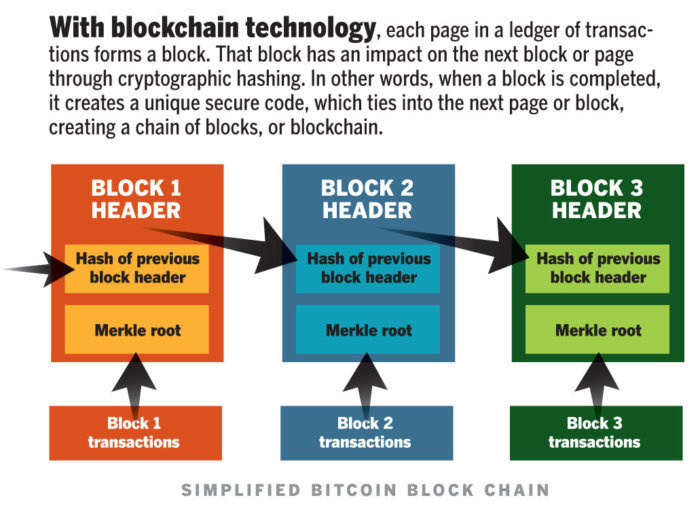 With blockchain technology, each page in a ledger of transac-
tions forms a block. That block has an impact on the next block or page
through cryptographic hashing. In other words, when a block is completed,
it creates a unique secure code, which ties into the next page or block,
creating a chain of blocks, or blockchain.
BLOCK 1
HEADER
Hash of previous
block header
Merkle root
Block 1
transactions
BLOCK 2
HEADER
Hash of previous
block header
Merkle root
Block 2
transactions
BLOCK 3
HEADER
Hash of previous
block header
Merkle root
Block 3
transactions
SIMPLIFIED BITCOIN BLOCK CHAIN